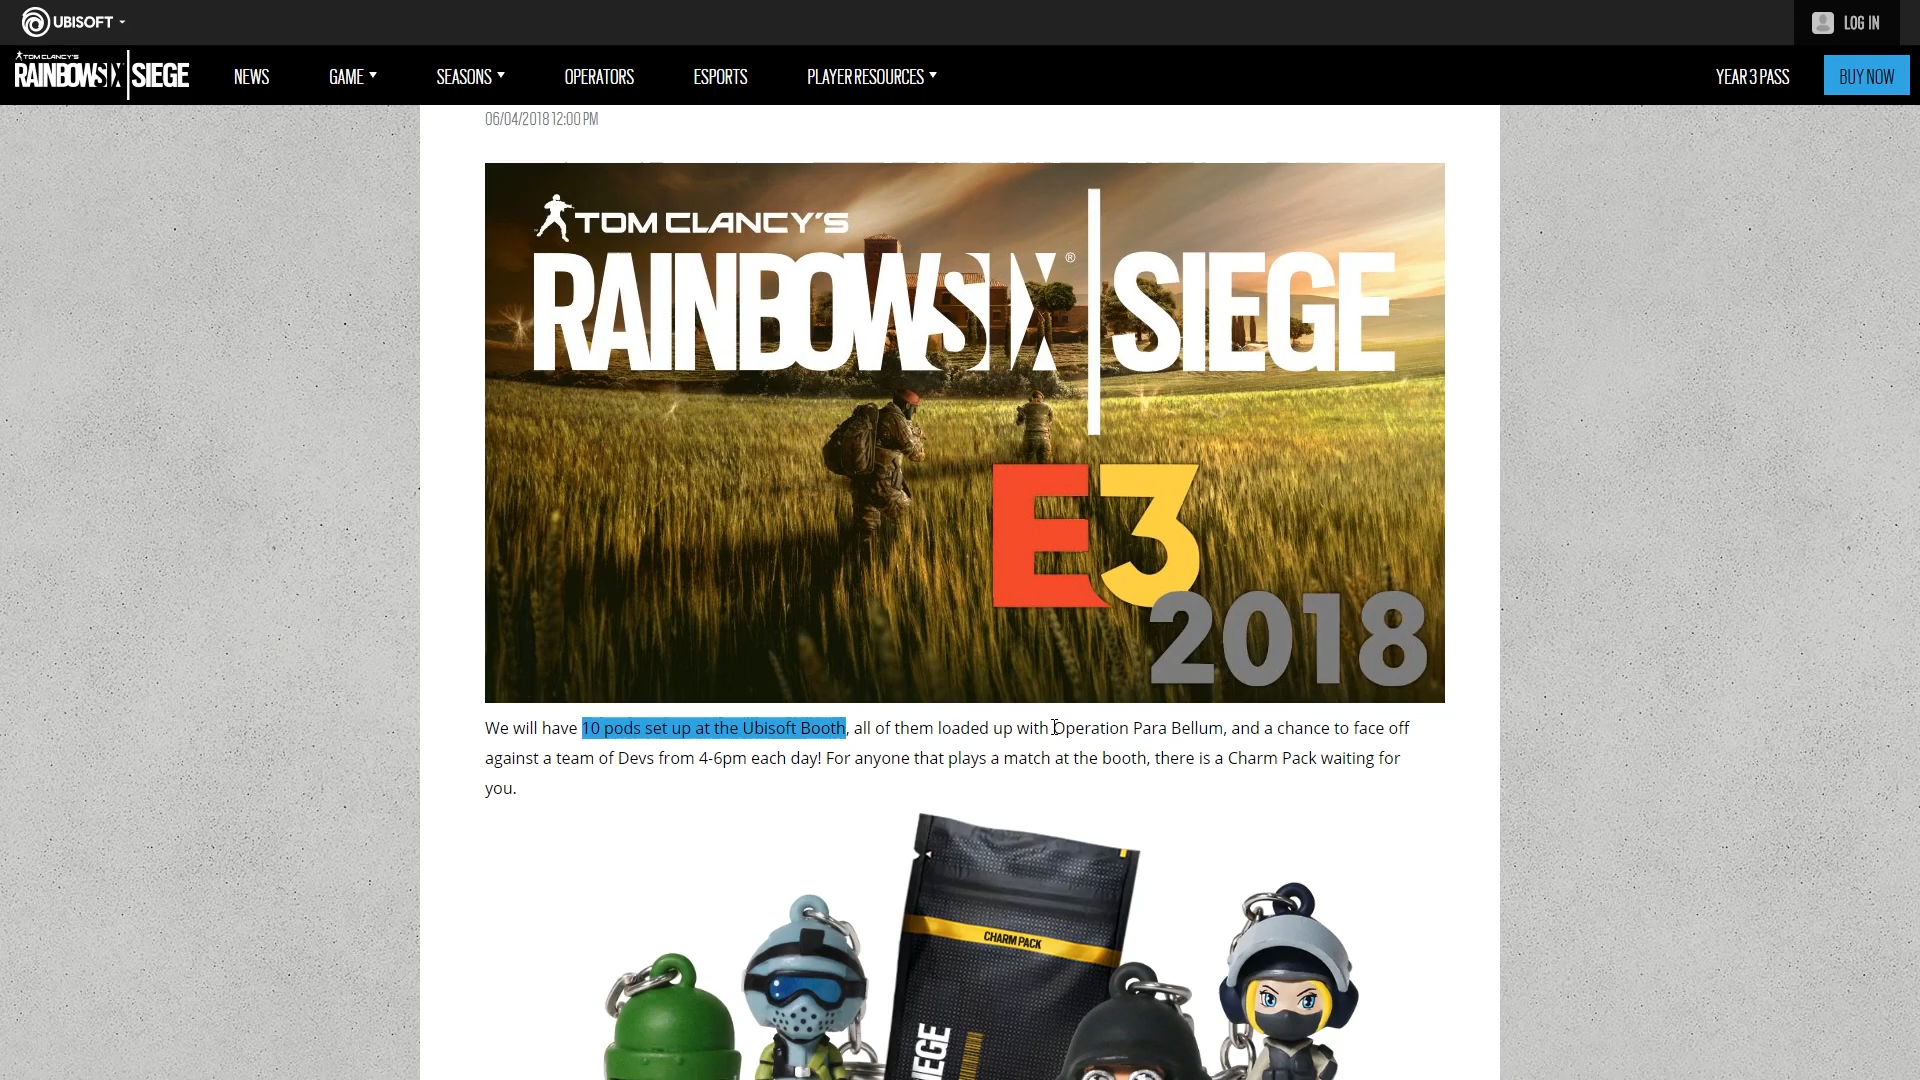 UBISOFT
LOG IN
TOM CLANCY'S
RAINBOWSIX SIEGE
NEWS
GAME
SEASONS
OPERATORS
ESPORTS
PLAYER RESOURCES
YEAR 3 PASS
BUY NOW
06/04/2018 12:00 PM
TOM CLANCY'S
RAINBOWSIX® SIEGE
E3
2018
We will have 10 pods set up at the Ubisoft Booth, all of them loaded up with Operation Para Bellum, and a chance to face off
against a team of Devs from 4-6pm each day! For anyone that plays a match at the booth, there is a Charm Pack waiting for
you.
CHARM PACK
IEGE